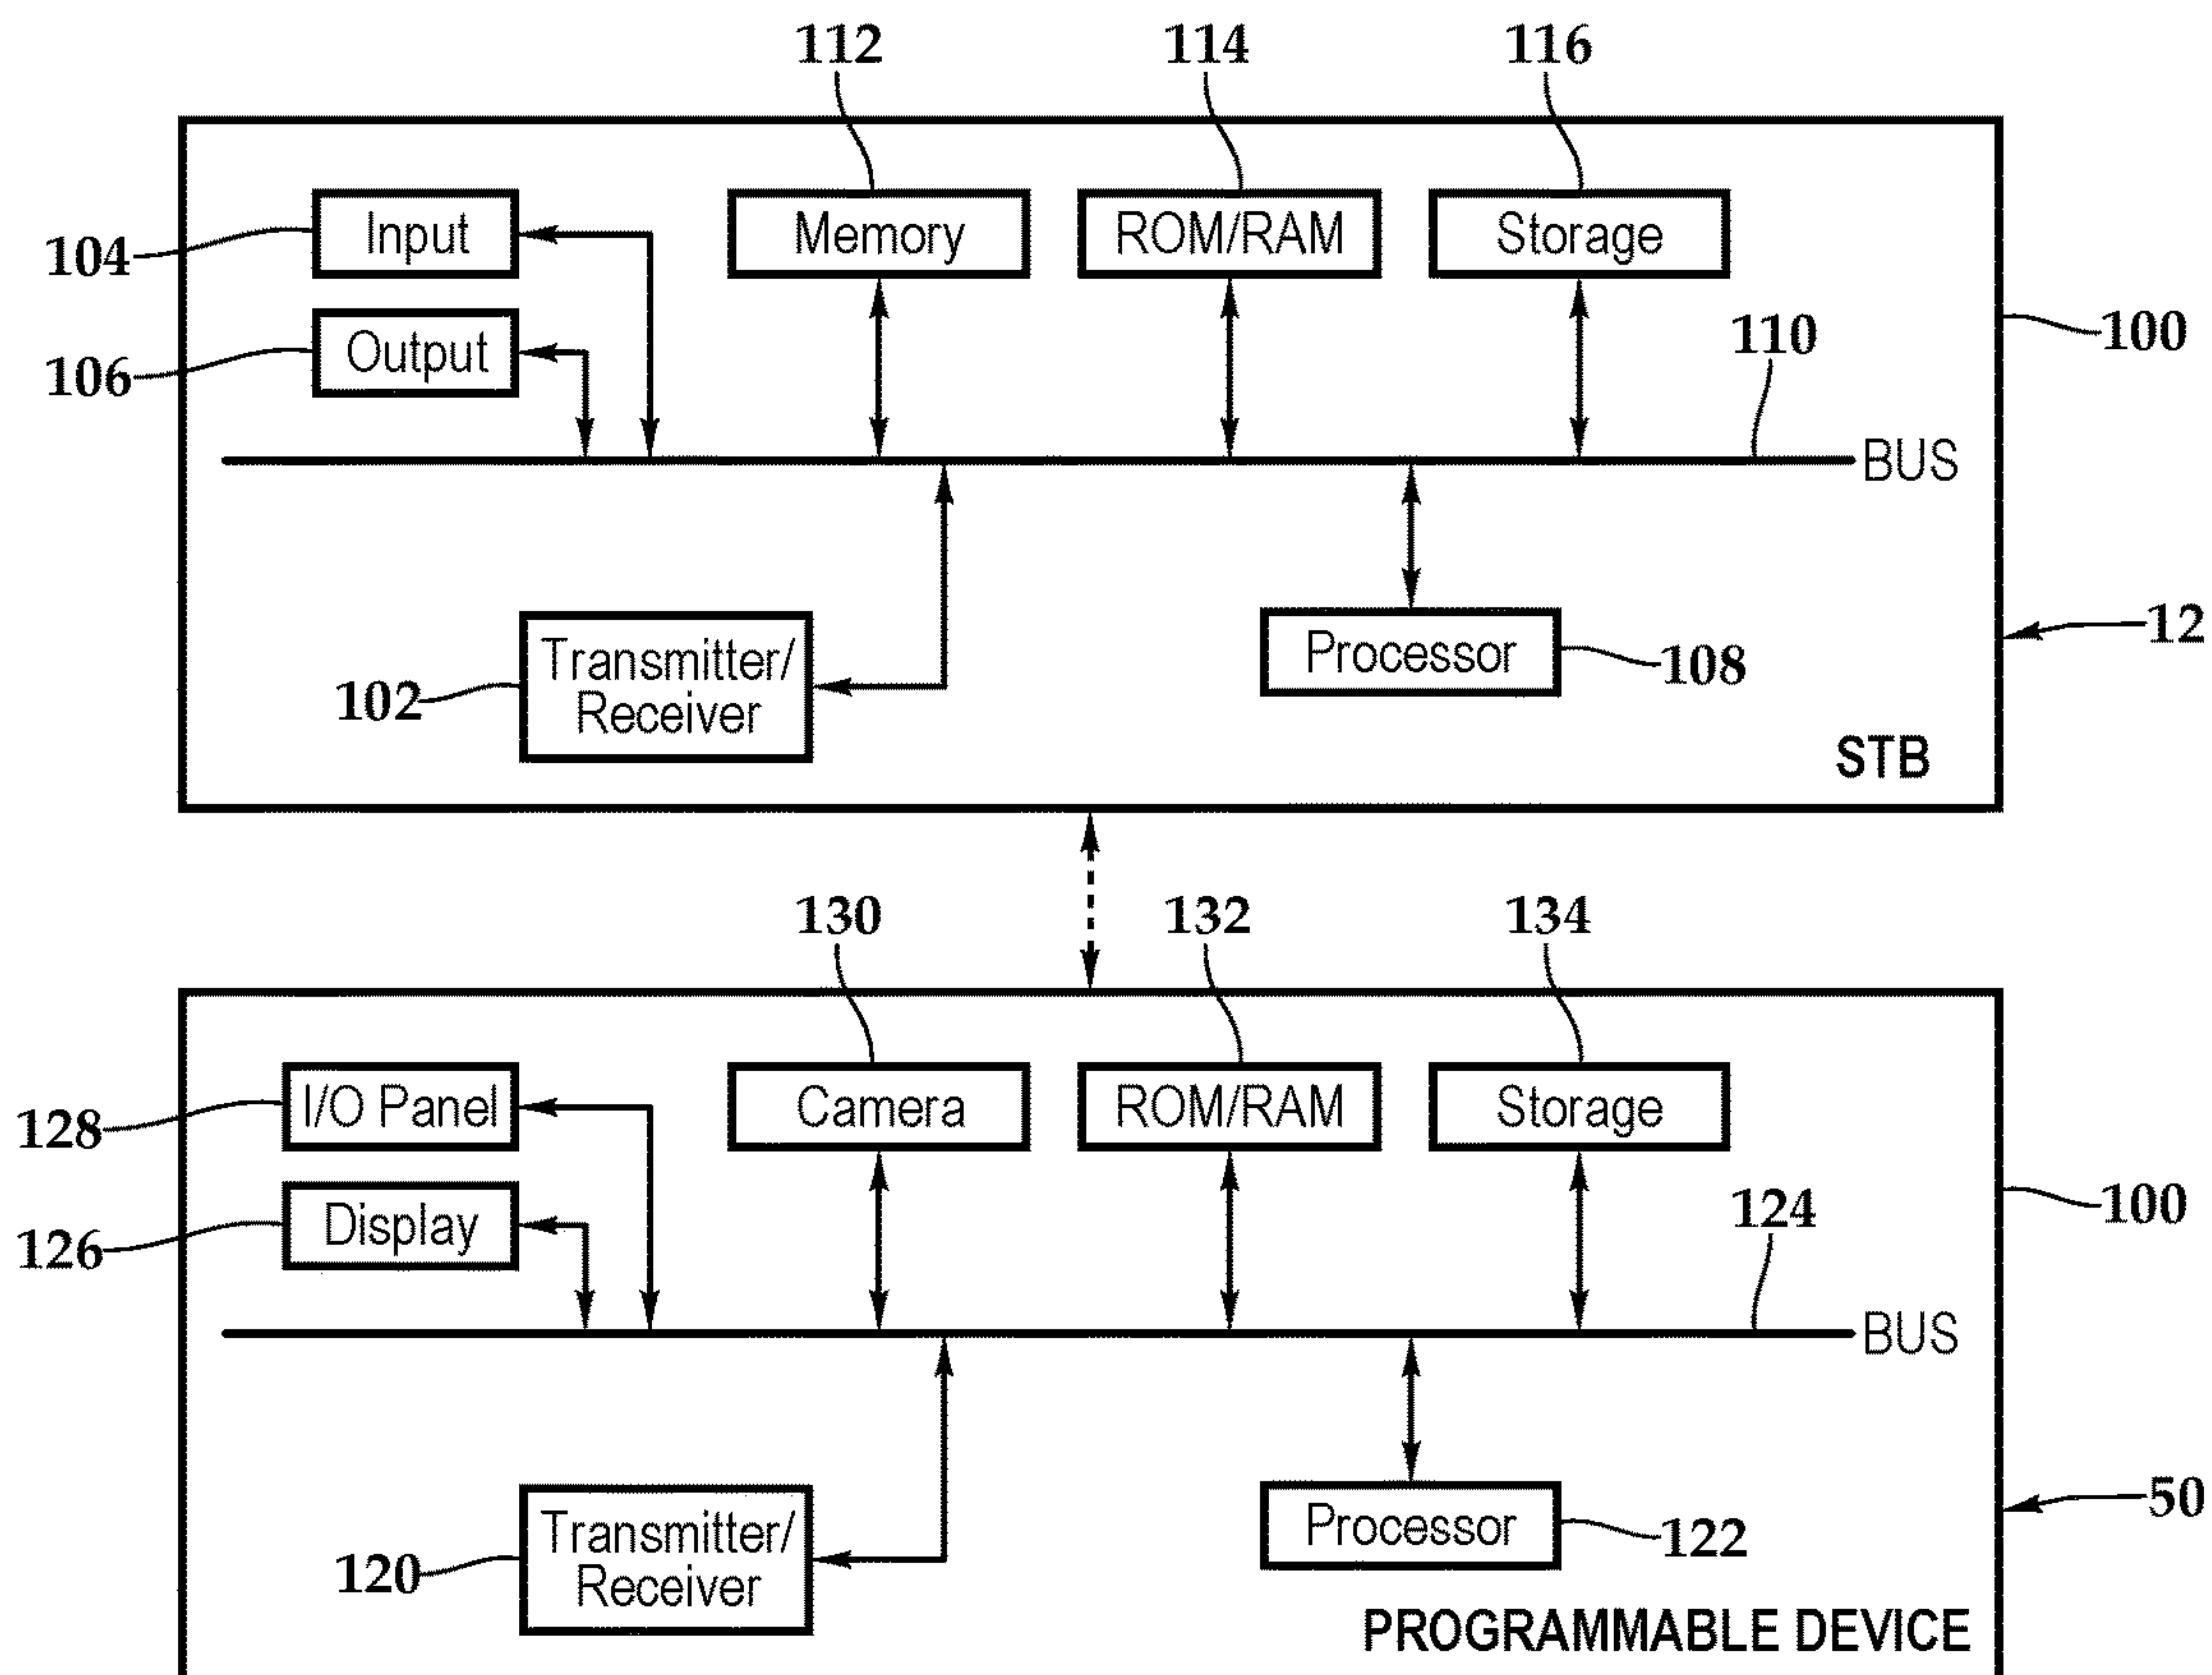 112
114
116
104
Input
Memory
ROM/RAM
Storage
106
Output
110
100
BUS
102
Transmitter/
Receiver
Processor
108
12
STB
130
132
134
128
I/O Panel
Camera
ROM/RAM
Storage
126
Display
124
100
BUS
120
Transmitter/
Receiver
Processor
122
50
PROGRAMMABLE DEVICE